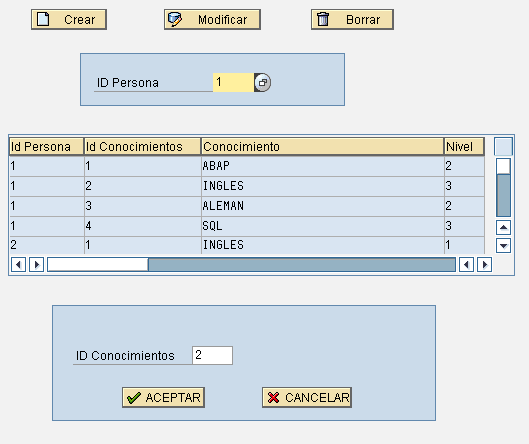 Crear Modificar Borrar
ID Persona 1
Id Persona Id Conocimientos Conocimiento Nivel
1 1 ABAP 2
1 2 INGLES 3
1 3 ALEMAN 2
1 4 SQL 3
2 1 INGLES 1
ID Conocimientos 2
ACEPTAR CANCELAR